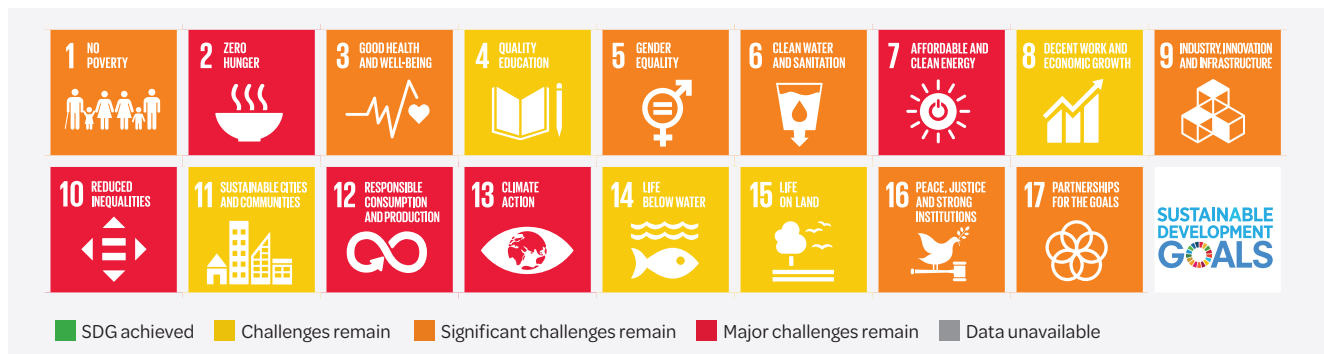 1 NO
POVERTY
2 ZERO
HUNGER
3 GOOD HEALTH
AND WELL-BEING
4 QUALITY
EDUCATION
5 GENDER
EQUALITY
6 CLEAN WATER
AND SANITATION
7 AFFORDABLE AND
CLEAN ENERGY
8 DECENT WORK AND
ECONOMIC GROWTH
9 INDUSTRY, INNOVATION
AND INFRASTRUCTURE
10 REDUCED
INEQUALITIES
11 SUSTAINABLE CITIES
AND COMMUNITIES
12 RESPONSIBLE
CONSUMPTION
AND PRODUCTION
13 CLIMATE
ACTION
14 LIFE
BELOW WATER
15 LIFE
ON LAND
16 PEACE, JUSTICE
AND STRONG
INSTITUTIONS
17 PARTNERSHIPS
FOR THE GOALS
SUSTAINABLE
DEVELOPMENT
GOALS
SDG achieved Challenges remain Significant challenges remain Major challenges remain Data unavailable